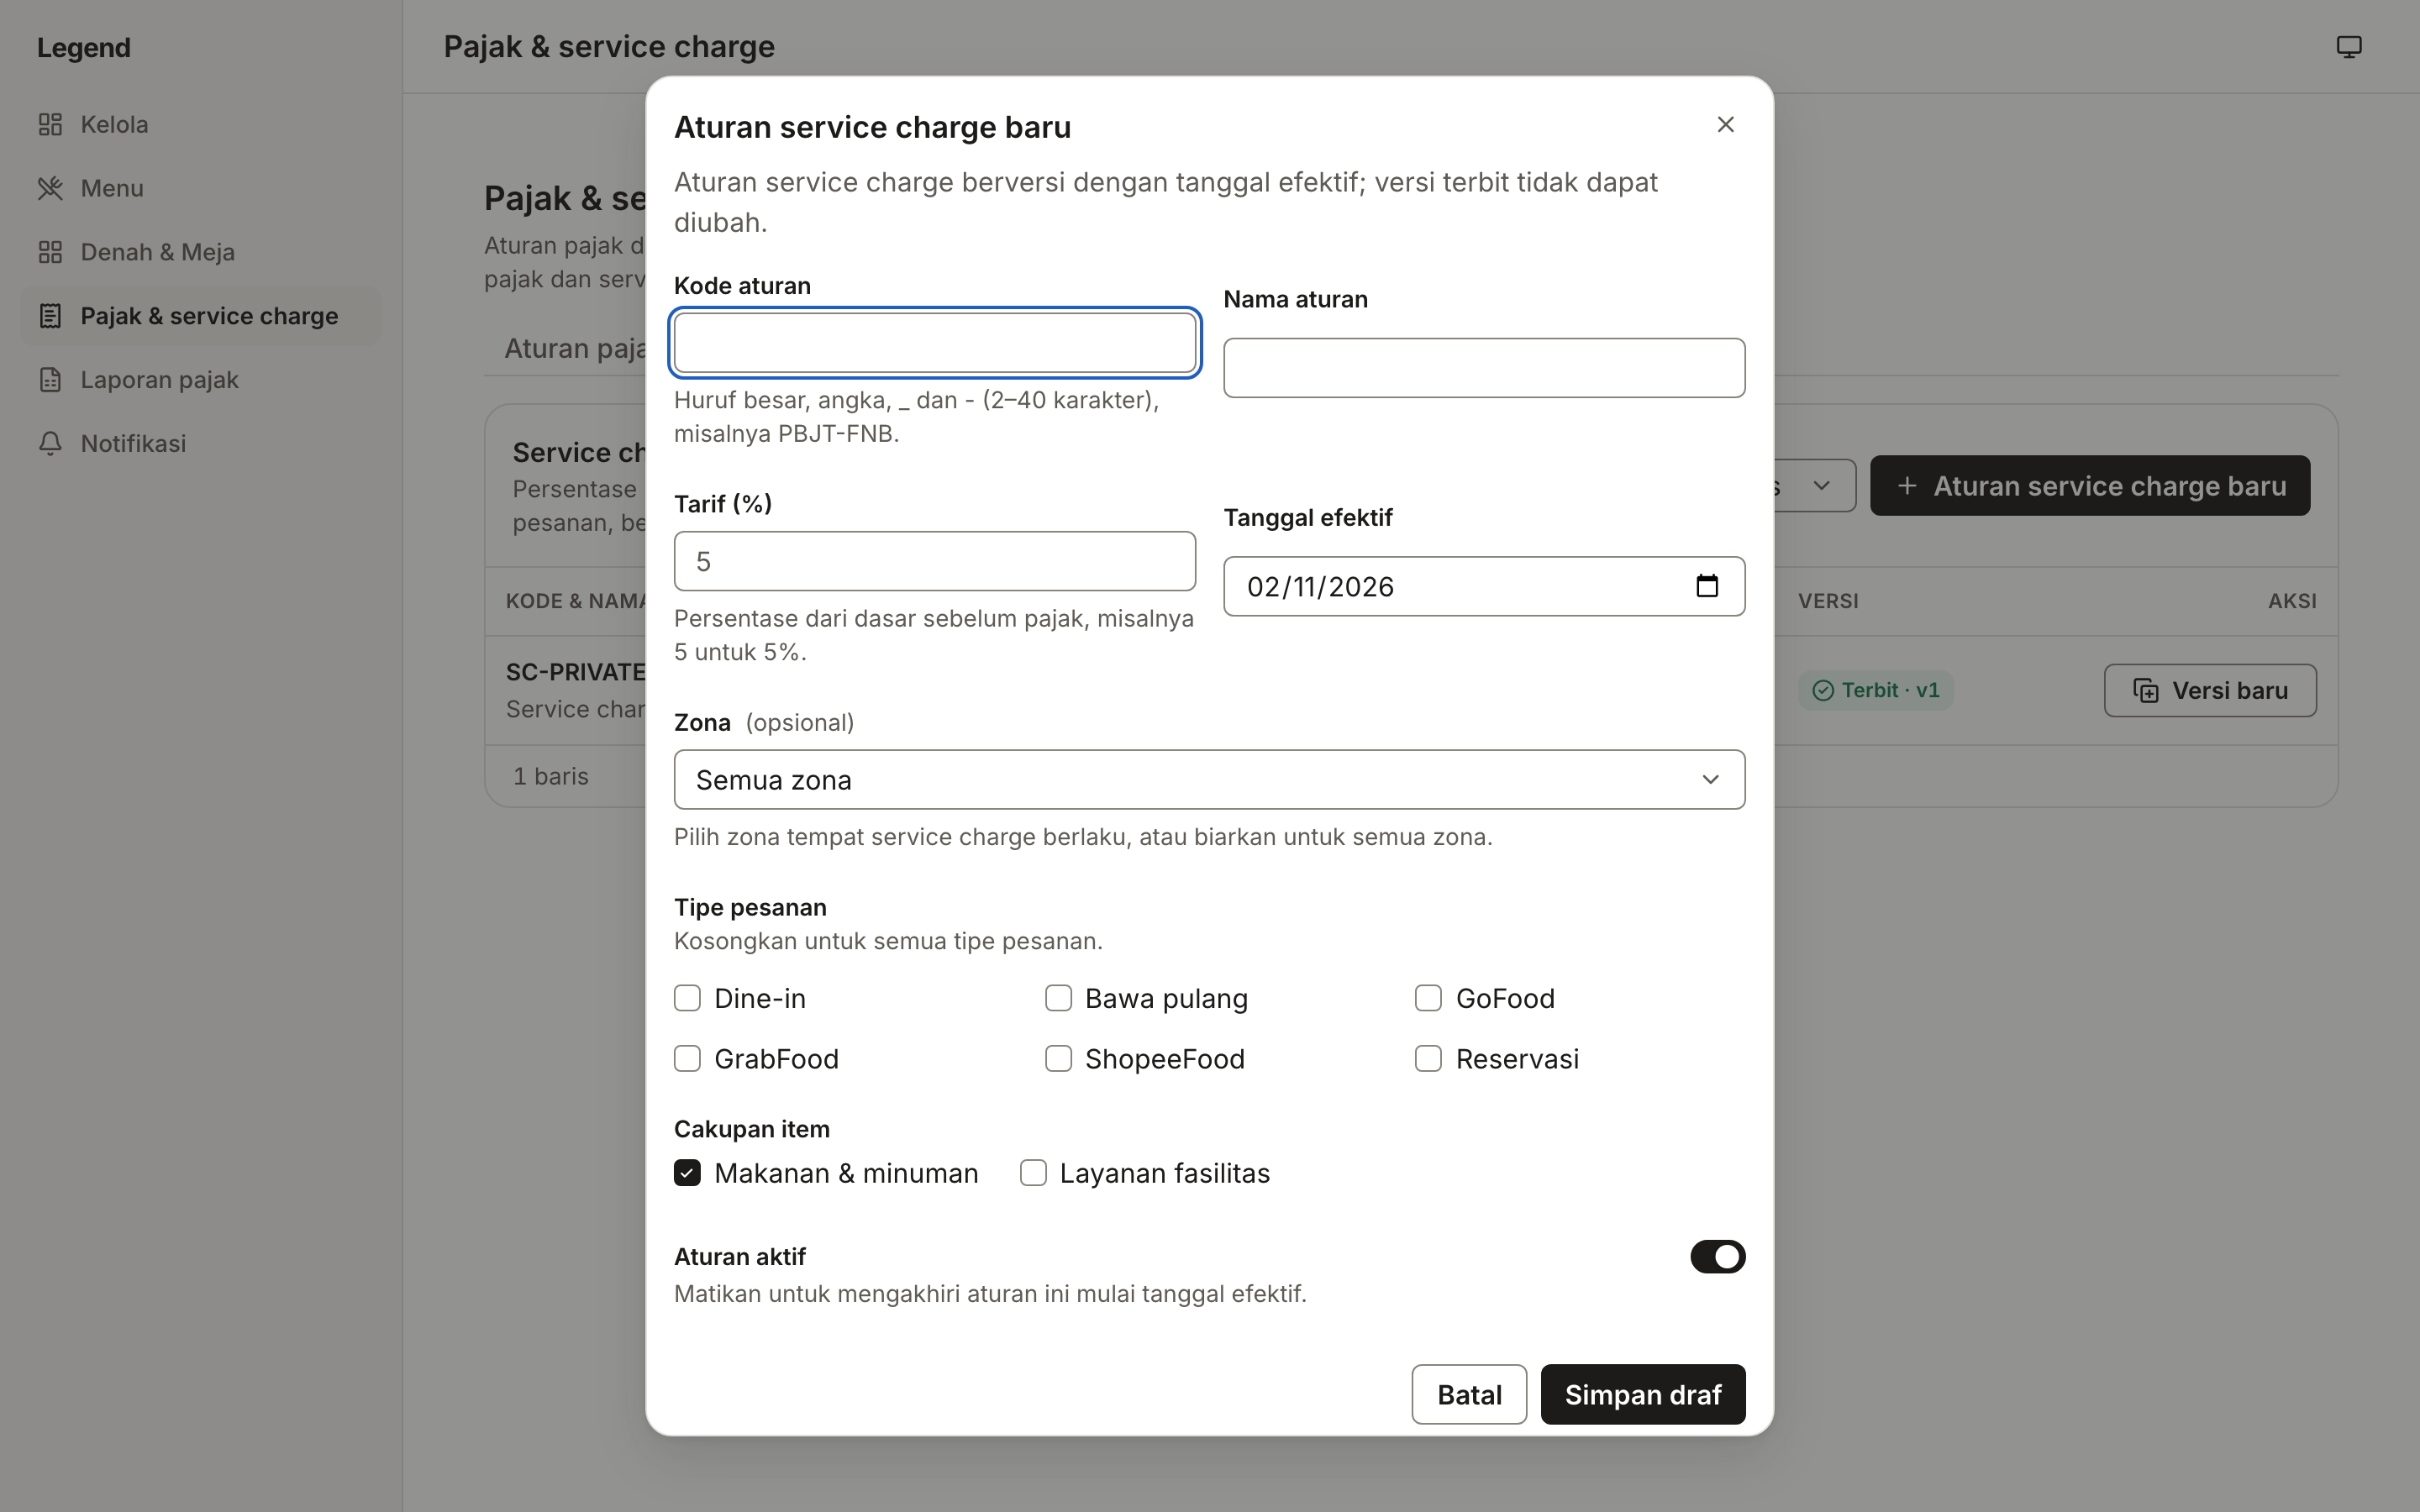 Legend
Kelola
Menu
Denah & Meja
Pajak & service charge
Laporan pajak
Notifikasi
Pajak & service charge
Pajak & se
Aturan pajak d
pajak dan serv
Aturan paja
Service ch
Persentase
pesanan, be
Aturan service charge baru
KODE & NAMA
VERSI
AKSI
SC-PRIVATE
Service char
Terbit · v1
Versi baru
1 baris
Aturan service charge baru
Aturan service charge berversi dengan tanggal efektif; versi terbit tidak dapat
diubah.
Kode aturan
Huruf besar, angka, _ dan - (2–40 karakter),
misalnya PBJT-FNB.
Nama aturan
Tarif (%)
5
Persentase dari dasar sebelum pajak, misalnya
5 untuk 5%.
Tanggal efektif
02/11/2026
Zona (opsional)
Semua zona
Pilih zona tempat service charge berlaku, atau biarkan untuk semua zona.
Tipe pesanan
Kosongkan untuk semua tipe pesanan.
Dine-in Bawa pulang GoFood
GrabFood ShopeeFood Reservasi
Cakupan item
Makanan & minuman Layanan fasilitas
Aturan aktif
Matikan untuk mengakhiri aturan ini mulai tanggal efektif.
Batal Simpan draf